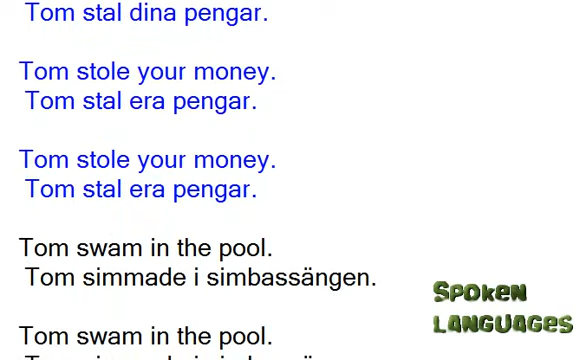 Tom stal dina pengar.
Tom stole your money.
Tom stal era pengar.
Tom stole your money.
Tom stal era pengar.
Tom swam in the pool.
Tom simmade i simbassängen.
Tom swam in the pool.
SPOKEN
LANGUAGES